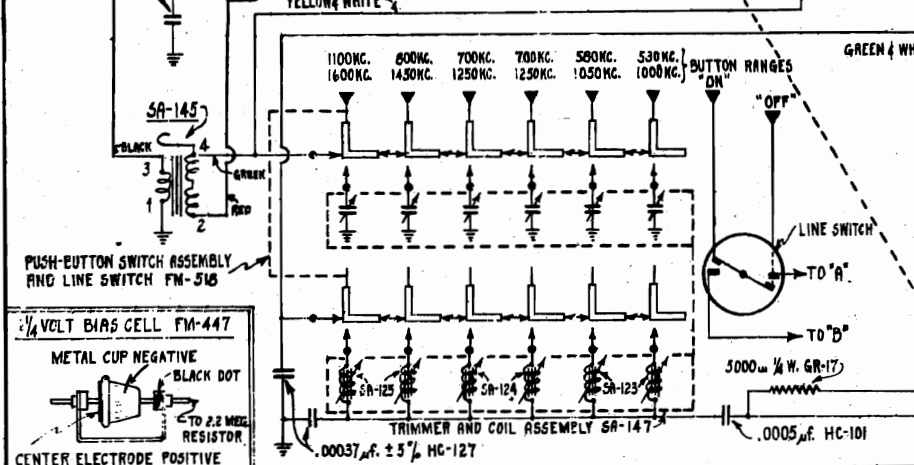 YELLOW & WHITE
GREEN & WH
1100KC. 800KC. 700KC. 700KC. 580KC. 530KC.
1600KC. 1450KC. 1250KC. 1250KC. 1050KC. 1000KC.
BUTTON RANGES
"ON"
"OFF"
SA-145
BLACK
4
3
GREEN
1
RED
2
LINE SWITCH
PUSH-BUTTON SWITCH ASSEMBLY
AND LINE SWITCH FM-518
TO "A"
TO "B"
1/4 VOLT BIAS CELL FM-447
METAL CUP NEGATIVE
BLACK DOT
TO 2.2 MEG.
RESISTOR
CENTER ELECTRODE POSITIVE
SA-125
SA-124
SA-123
5000ω ¼ W. GR-17
TRIMMER AND COIL ASSEMBLY SA-147
.00037μf. ±5% HC-127
.0005μf. HC-101